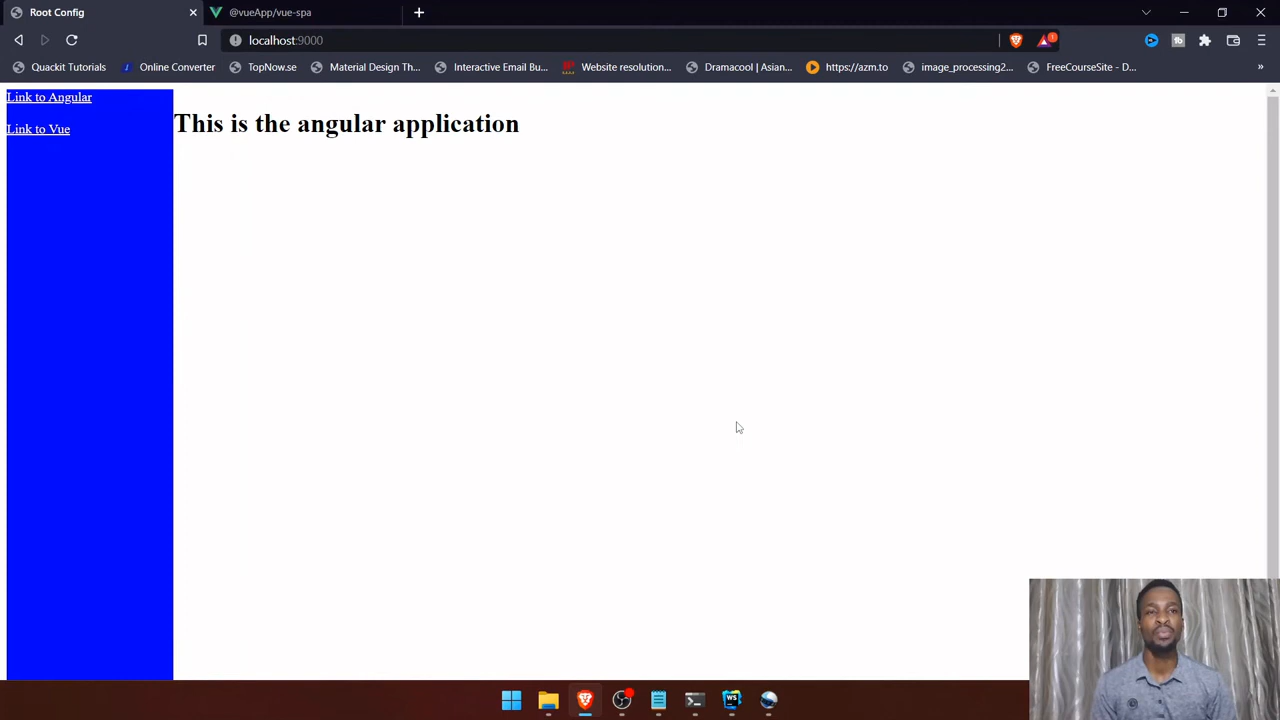 Root Config
@vueApp/vue-spa
localhost:9000
1
Quackit Tutorials
Online Converter
TopNow.se
Material Design Th...
Interactive Email Bu...
Website resolution...
Dramacool | Asian...
https://azm.to
image_processing2...
FreeCourseSite - D...
»
Link to Angular
Link to Vue
This is the angular application
WS